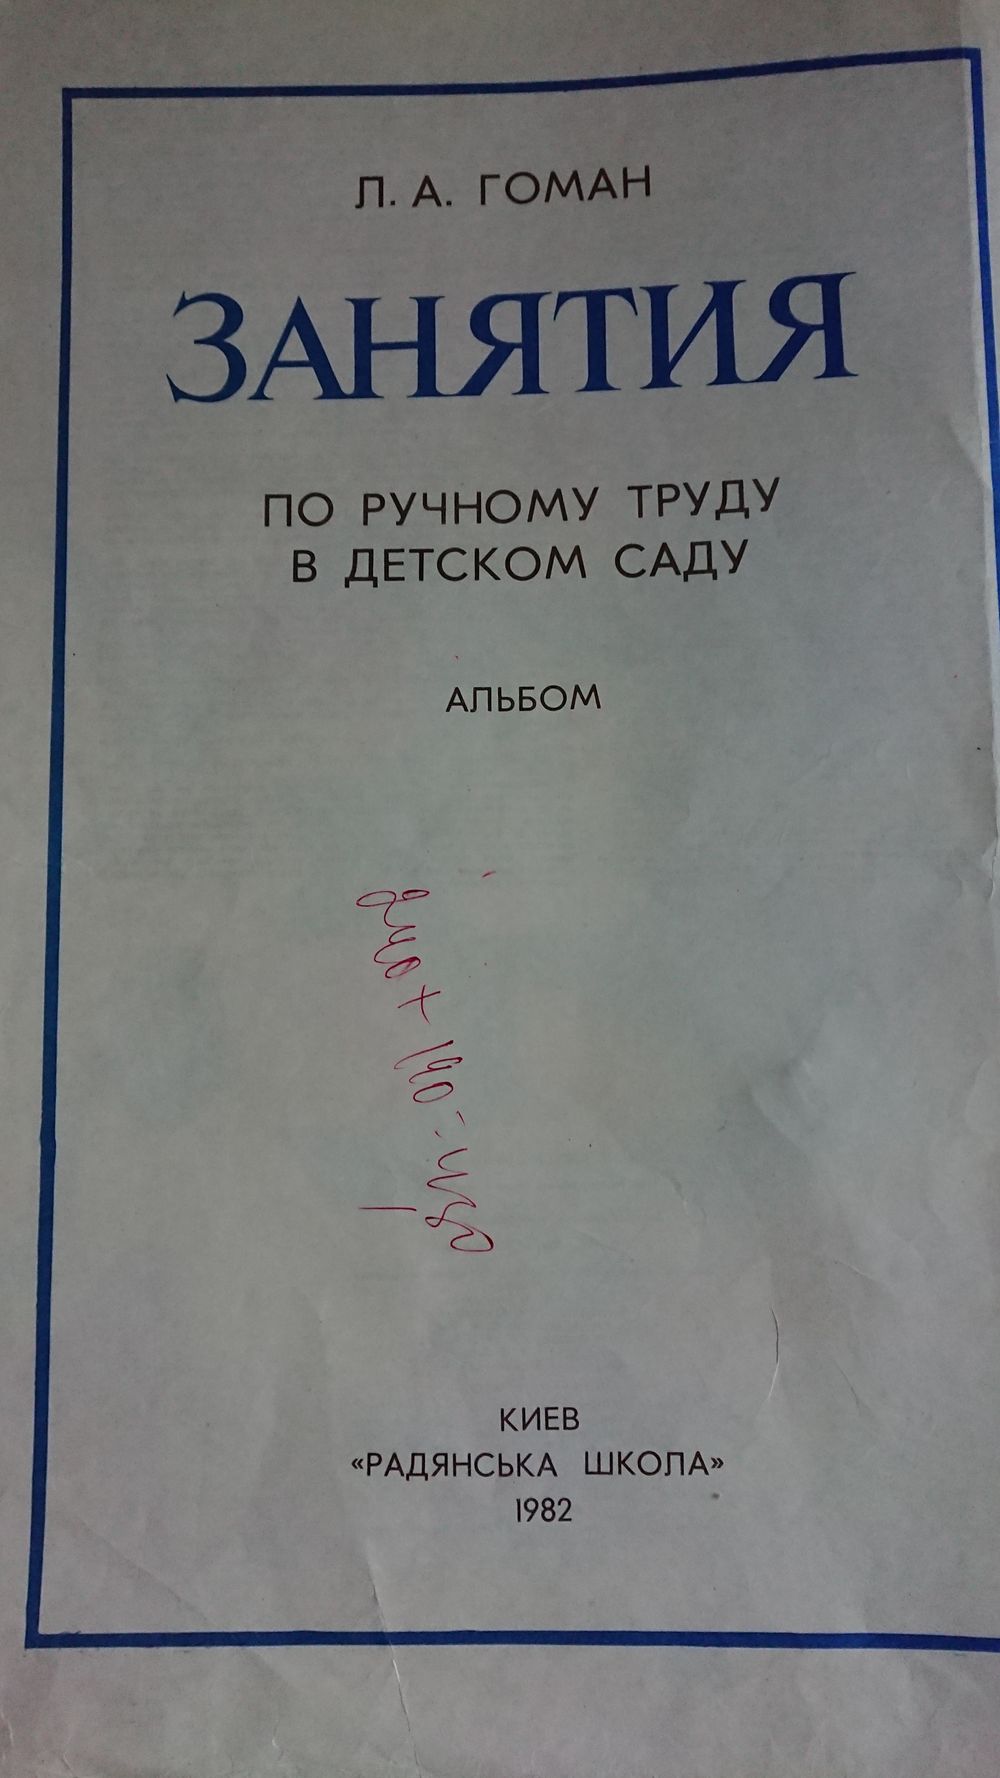 Л. А. ГОМАН
ЗАНЯТИЯ
ПО РУЧНОМУ ТРУДУ
В ДЕТСКОМ САДУ
АЛЬБОМ
КИЕВ
«РАДЯНСЬКА ШКОЛА»
1982